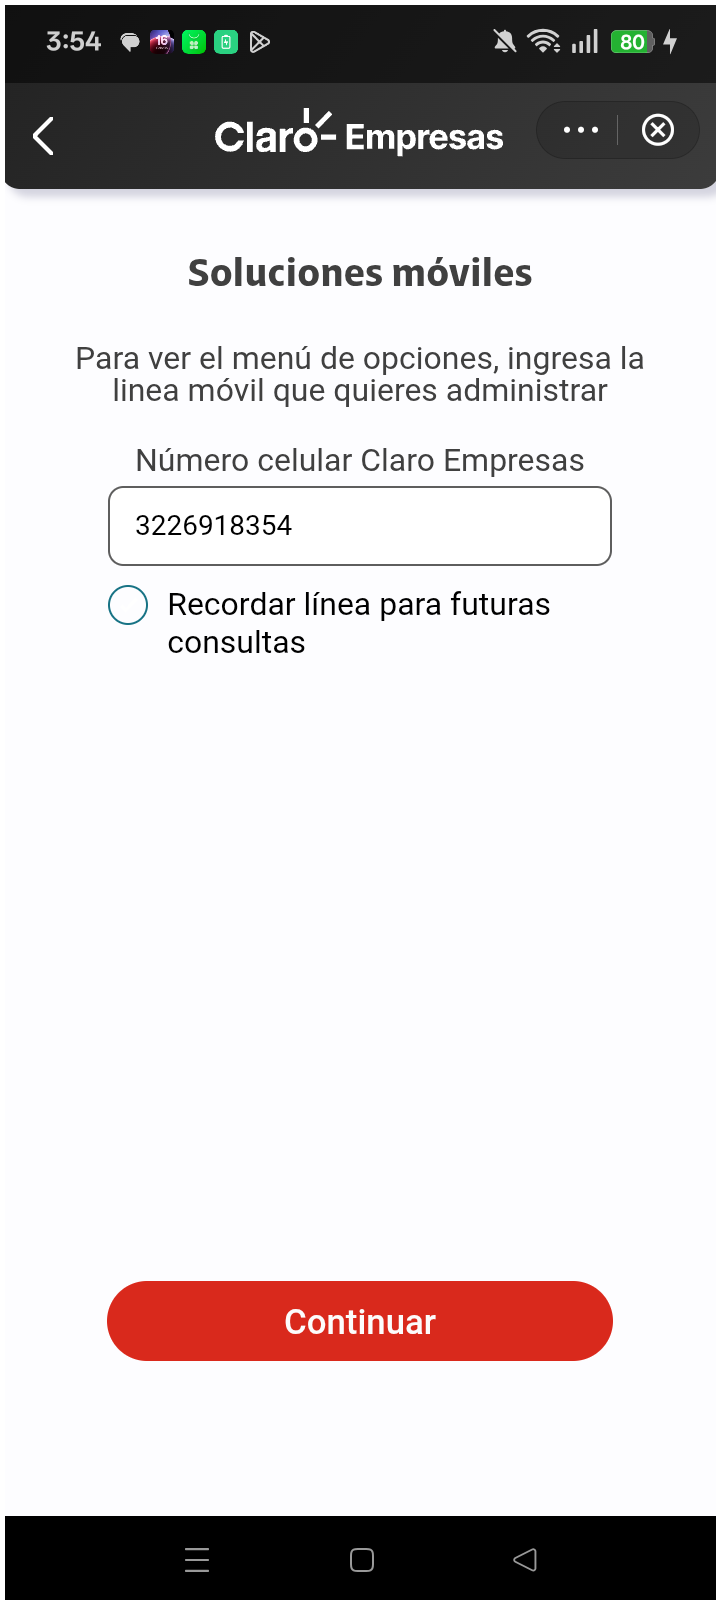 3:54
16
80
Claro Empresas
Soluciones móviles
Para ver el menú de opciones, ingresa la
linea móvil que quieres administrar
Número celular Claro Empresas
3226918354
Recordar línea para futuras
consultas
Continuar